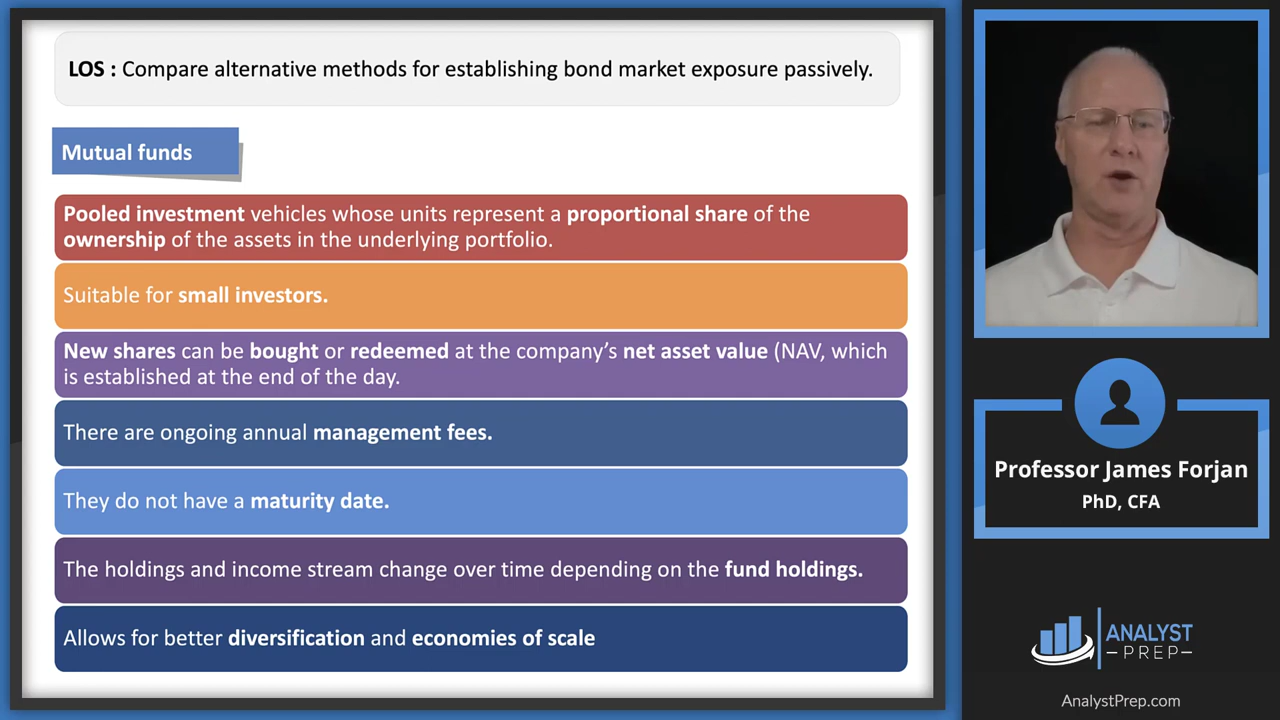 LOS : Compare alternative methods for establishing bond market exposure passively.
Mutual funds
Pooled investment vehicles whose units represent a proportional share of the
ownership of the assets in the underlying portfolio.
Suitable for small investors.
New shares can be bought or redeemed at the company’s net asset value (NAV, which
is established at the end of the day.
There are ongoing annual management fees.
They do not have a maturity date.
The holdings and income stream change over time depending on the fund holdings.
Allows for better diversification and economies of scale
Professor James Forjan
PhD, CFA
ANALYST
–PREP–
AnalystPrep.com